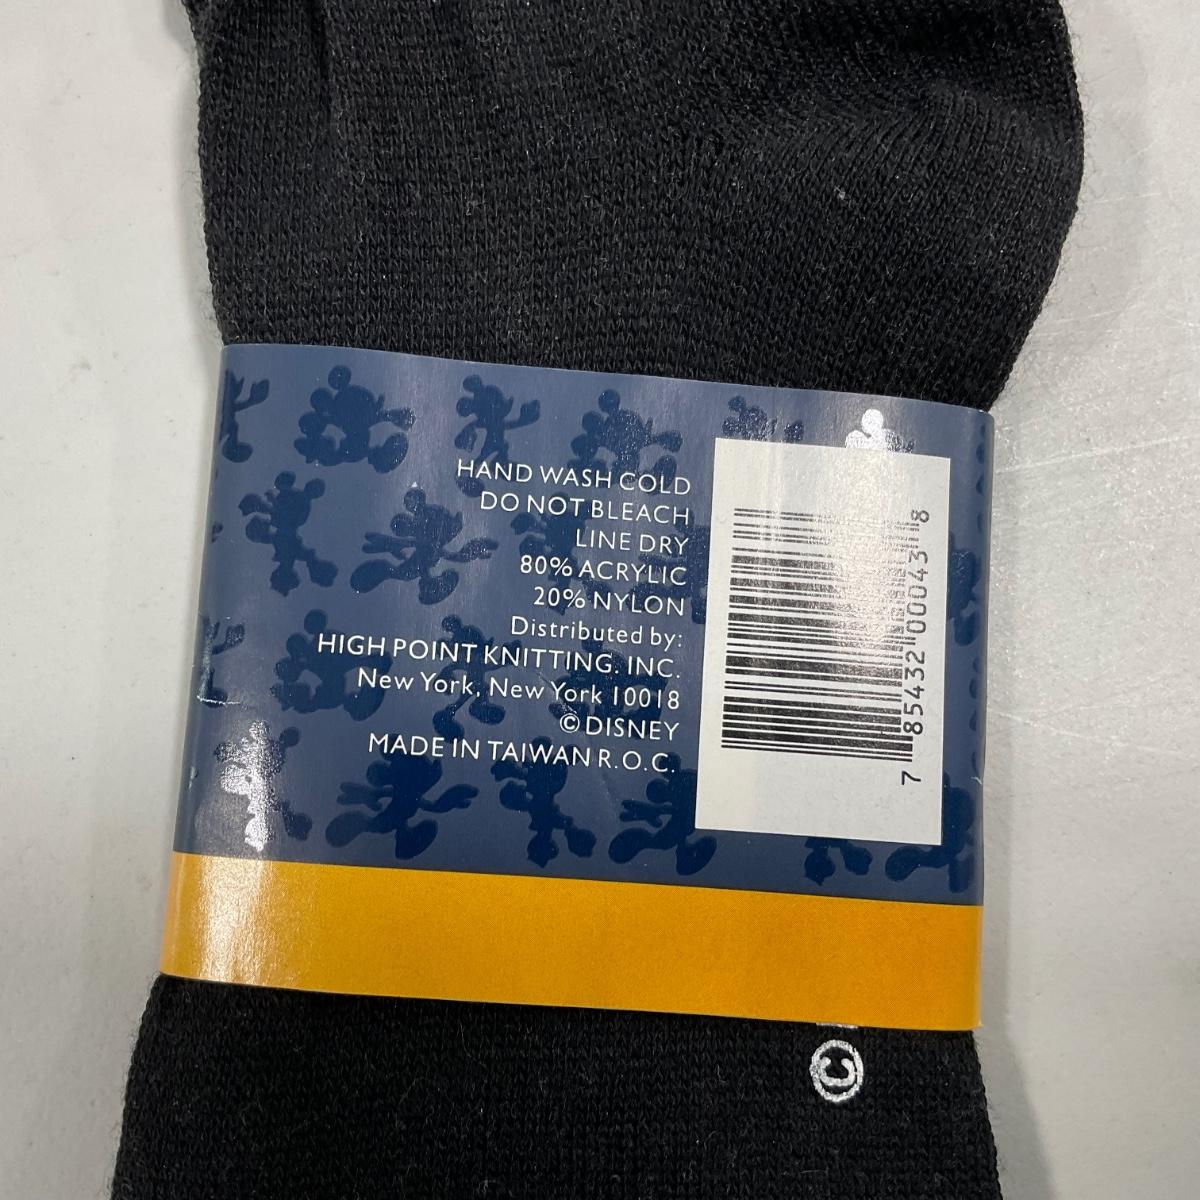 HAND WASH COLD
DO NOT BLEACH
LINE DRY
80% ACRYLIC
20% NYLON
Distributed by:
HIGH POINT KNITTING, INC.
New York, New York 10018
© DISNEY
MADE IN TAIWAN R.O.C.
7 85432 00043 8
©